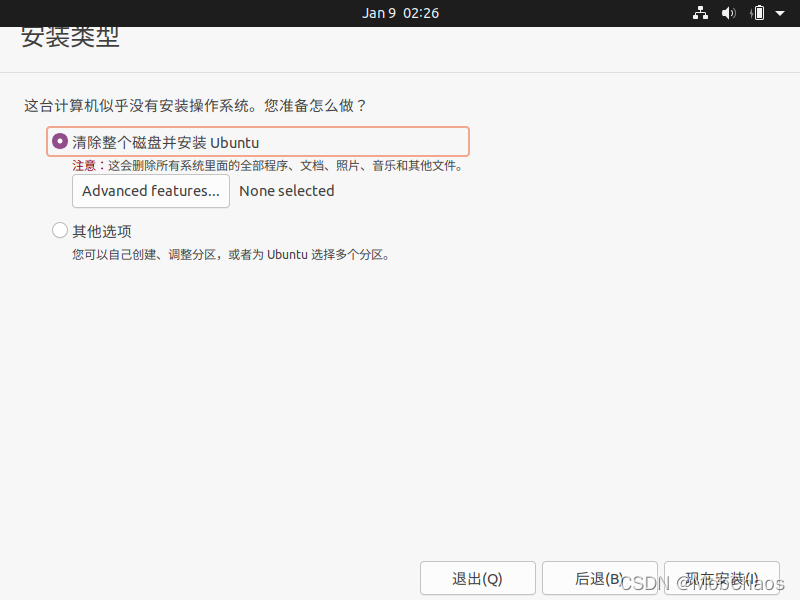 Jan 9 02:26
安装类型
这台计算机似乎没有安装操作系统。您准备怎么做？
清除整个磁盘并安装 Ubuntu
注意：这会删除所有系统里面的全部程序、文档、照片、音乐和其他文件。
Advanced features... None selected
其他选项
您可以自己创建、调整分区，或者为 Ubuntu 选择多个分区。
退出(Q) 后退(B) 现在安装(I)
CSDN @Mobchaos